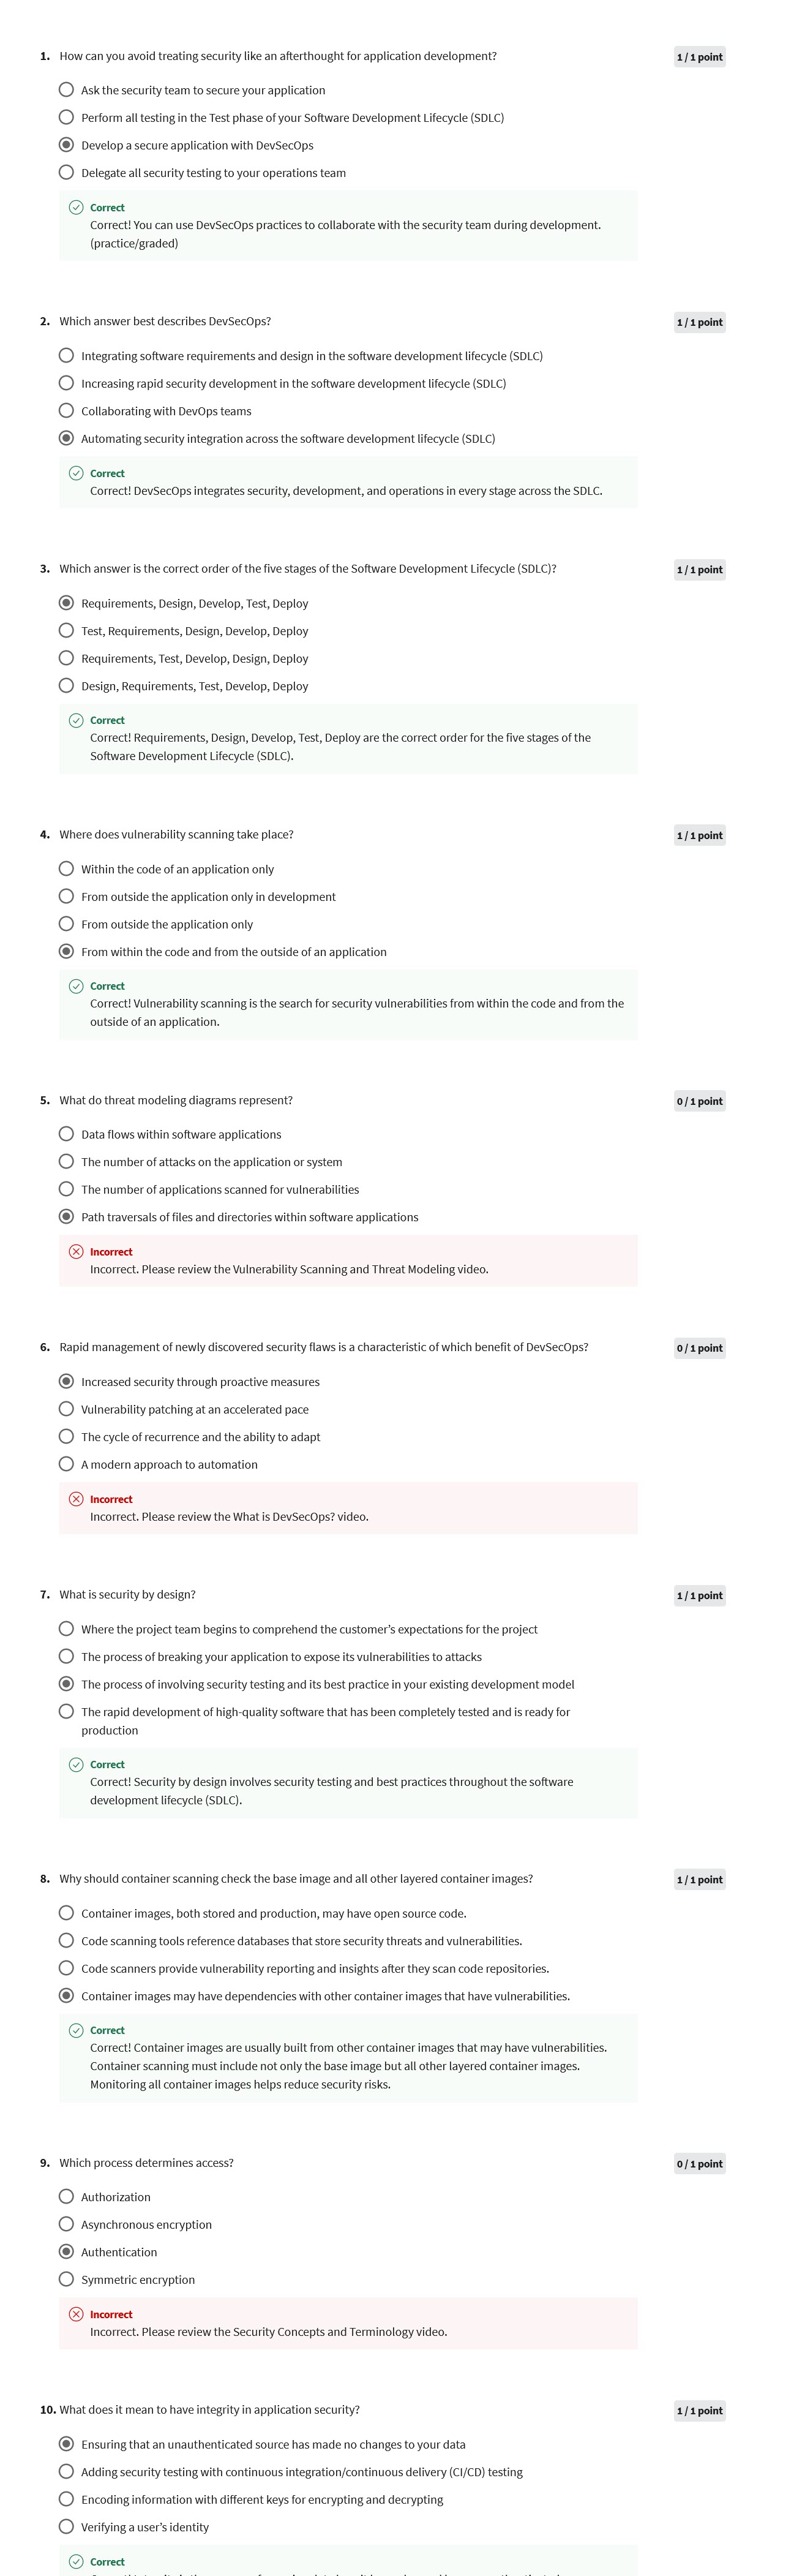 1. How can you avoid treating security like an afterthought for application development? 1 / 1 point
Ask the security team to secure your application
Perform all testing in the Test phase of your Software Development Lifecycle (SDLC)
Develop a secure application with DevSecOps
Delegate all security testing to your operations team
Correct
Correct! You can use DevSecOps practices to collaborate with the security team during development.
(practice/graded)
2. Which answer best describes DevSecOps? 1 / 1 point
Integrating software requirements and design in the software development lifecycle (SDLC)
Increasing rapid security development in the software development lifecycle (SDLC)
Collaborating with DevOps teams
Automating security integration across the software development lifecycle (SDLC)
Correct
Correct! DevSecOps integrates security, development, and operations in every stage across the SDLC.
3. Which answer is the correct order of the five stages of the Software Development Lifecycle (SDLC)? 1 / 1 point
Requirements, Design, Develop, Test, Deploy
Test, Requirements, Design, Develop, Deploy
Requirements, Test, Develop, Design, Deploy
Design, Requirements, Test, Develop, Deploy
Correct
Correct! Requirements, Design, Develop, Test, Deploy are the correct order for the five stages of the
Software Development Lifecycle (SDLC).
4. Where does vulnerability scanning take place? 1 / 1 point
Within the code of an application only
From outside the application only in development
From outside the application only
From within the code and from the outside of an application
Correct
Correct! Vulnerability scanning is the search for security vulnerabilities from within the code and from the
outside of an application.
5. What do threat modeling diagrams represent? 0 / 1 point
Data flows within software applications
The number of attacks on the application or system
The number of applications scanned for vulnerabilities
Path traversals of files and directories within software applications
Incorrect
Incorrect. Please review the Vulnerability Scanning and Threat Modeling video.
6. Rapid management of newly discovered security flaws is a characteristic of which benefit of DevSecOps? 0 / 1 point
Increased security through proactive measures
Vulnerability patching at an accelerated pace
The cycle of recurrence and the ability to adapt
A modern approach to automation
Incorrect
Incorrect. Please review the What is DevSecOps? video.
7. What is security by design? 1 / 1 point
Where the project team begins to comprehend the customer’s expectations for the project
The process of breaking your application to expose its vulnerabilities to attacks
The process of involving security testing and its best practice in your existing development model
The rapid development of high-quality software that has been completely tested and is ready for
production
Correct
Correct! Security by design involves security testing and best practices throughout the software
development lifecycle (SDLC).
8. Why should container scanning check the base image and all other layered container images? 1 / 1 point
Container images, both stored and production, may have open source code.
Code scanning tools reference databases that store security threats and vulnerabilities.
Code scanners provide vulnerability reporting and insights after they scan code repositories.
Container images may have dependencies with other container images that have vulnerabilities.
Correct
Correct! Container images are usually built from other container images that may have vulnerabilities.
Container scanning must include not only the base image but all other layered container images.
Monitoring all container images helps reduce security risks.
9. Which process determines access? 0 / 1 point
Authorization
Asynchronous encryption
Authentication
Symmetric encryption
Incorrect
Incorrect. Please review the Security Concepts and Terminology video.
10. What does it mean to have integrity in application security? 1 / 1 point
Ensuring that an unauthenticated source has made no changes to your data
Adding security testing with continuous integration/continuous delivery (CI/CD) testing
Encoding information with different keys for encrypting and decrypting
Verifying a user’s identity
Correct